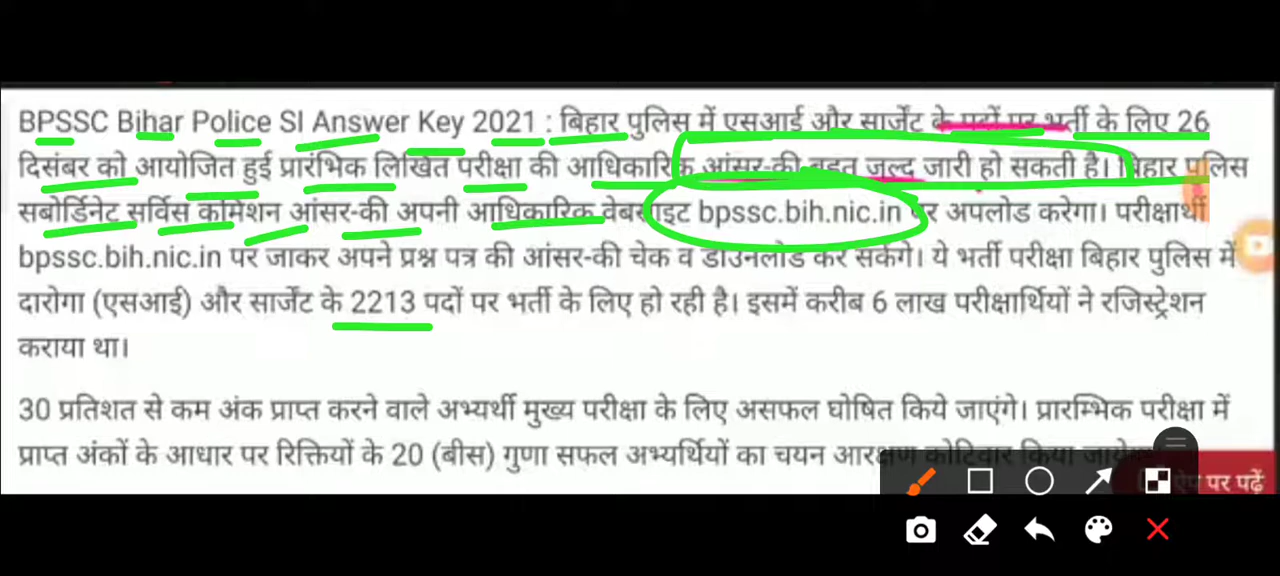 BPSSC Bihar Police SI Answer Key 2021 : बिहार पुलिस में एसआई और सार्जेंट के पदों पर भर्ती के लिए 26
दिसंबर को आयोजित हुई प्रारंभिक लिखित परीक्षा की आधिकारिक आंसर-की बहुत जल्द जारी हो सकती है। बिहार पुलिस
सबोर्डिनेट सर्विस कमिशन आंसर-की अपनी आधिकारिक वेबसाइट bpssc.bih.nic.in पर अपलोड करेगा। परीक्षार्थी
bpssc.bih.nic.in पर जाकर अपने प्रश्न पत्र की आंसर-की चेक व डाउनलोड कर सकेंगे। ये भर्ती परीक्षा बिहार पुलिस में
दारोगा (एसआई) और सार्जेंट के 2213 पदों पर भर्ती के लिए हो रही है। इसमें करीब 6 लाख परीक्षार्थियों ने रजिस्ट्रेशन
कराया था।
30 प्रतिशत से कम अंक प्राप्त करने वाले अभ्यर्थी मुख्य परीक्षा के लिए असफल घोषित किये जाएंगे। प्रारम्भिक परीक्षा में
प्राप्त अंकों के आधार पर रिक्तियों के 20 (बीस) गुणा सफल अभ्यर्थियों का चयन आरक्षण कोटिवार किया
पर पढ़ें